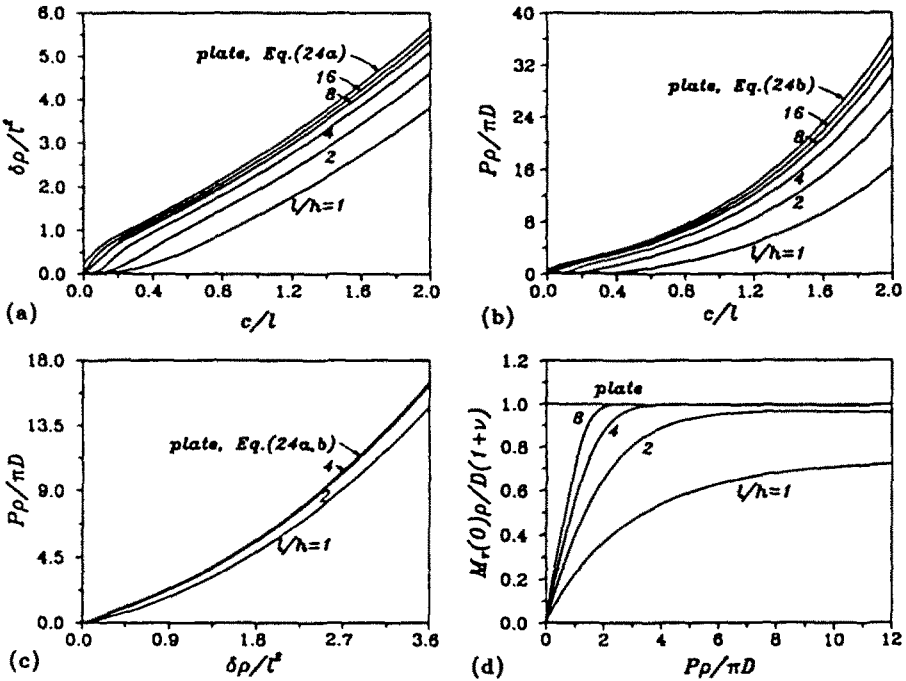 δρ/l²
6.0
5.0
4.0
3.0
2.0
1.0
0.0
plate, Eq.(24a)
16
8
4
2
l/h=1
0.0 0.4 0.8 1.2 1.6 2.0
c/l
(a)
Pρ/πD
40
32
24
16
8
0
plate, Eq.(24b)
16
8
4
2
l/h=1
0.0 0.4 0.8 1.2 1.6 2.0
c/l
(b)
Pρ/πD
18.0
13.5
9.0
4.5
0.0
plate, Eq.(24a,b)
4
2
l/h=1
0.0 0.9 1.8 2.7 3.6
δρ/l²
(c)
Mᵣ(0)ρ/D(1+ν)
1.2
1.0
0.8
0.6
0.4
0.2
0.0
plate
8
4
2
l/h=1
0 2 4 6 8 10 12
Pρ/πD
(d)